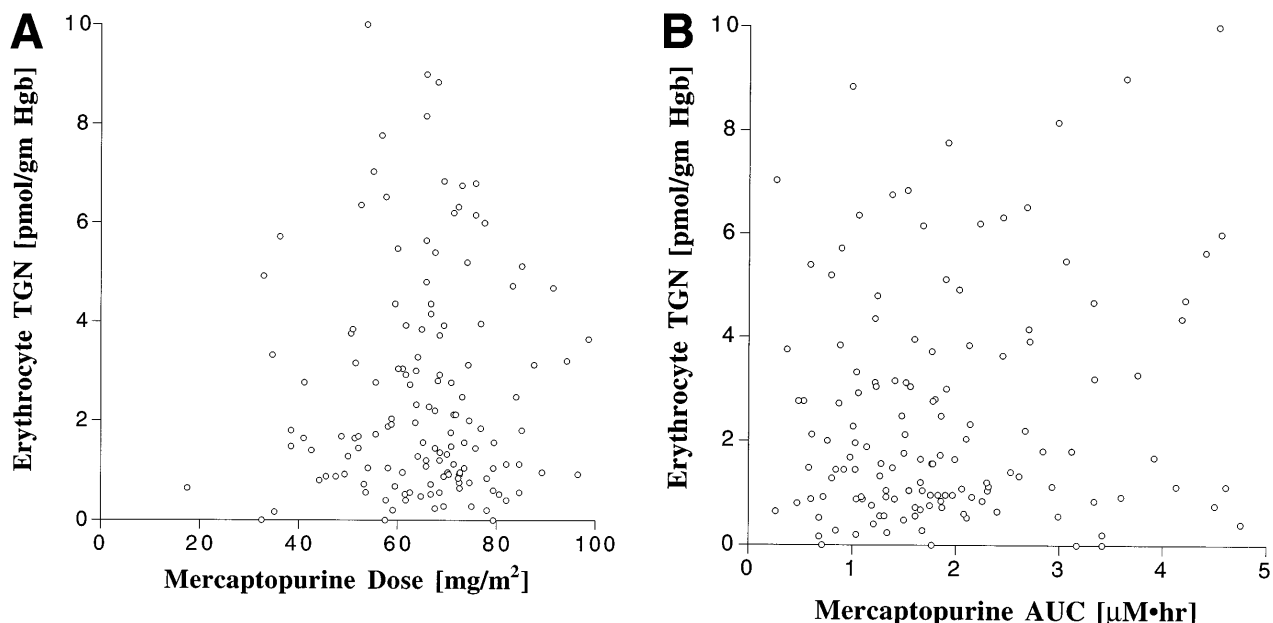 A
Erythrocyte TGN [pmol/gm Hgb]
10
8
6
4
2
0
0 20 40 60 80 100
Mercaptopurine Dose [mg/m²]
B
Erythrocyte TGN [pmol/gm Hgb]
10
8
6
4
2
0
0 1 2 3 4 5
Mercaptopurine AUC [μM•hr]